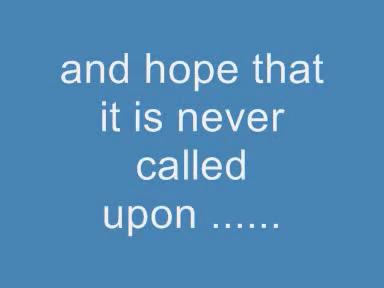 and hope that
it is never
called
upon ......